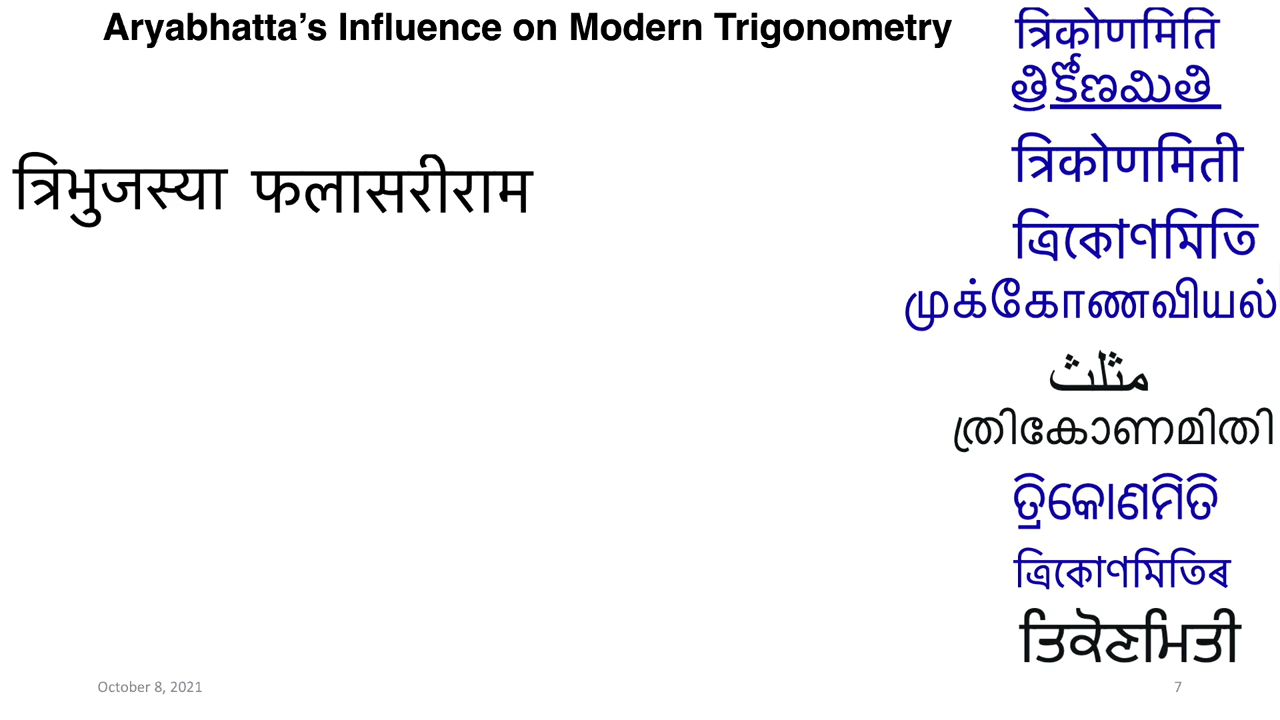 Aryabhatta’s Influence on Modern Trigonometry
त्रिभुजस्या फलासरीराम
त्रिकोणमिति
త్రికోణమితి
त्रिकोणमिती
ত্রিকোণমিতি
முக்கோணவியல்
مثلث
ത്രികോണമിതി
ତ୍ରିକୋଣମିତି
ত্ৰিকোণমিতিৰ
ਤਿਕੋਣਮਿਤੀ
October 8, 2021
7